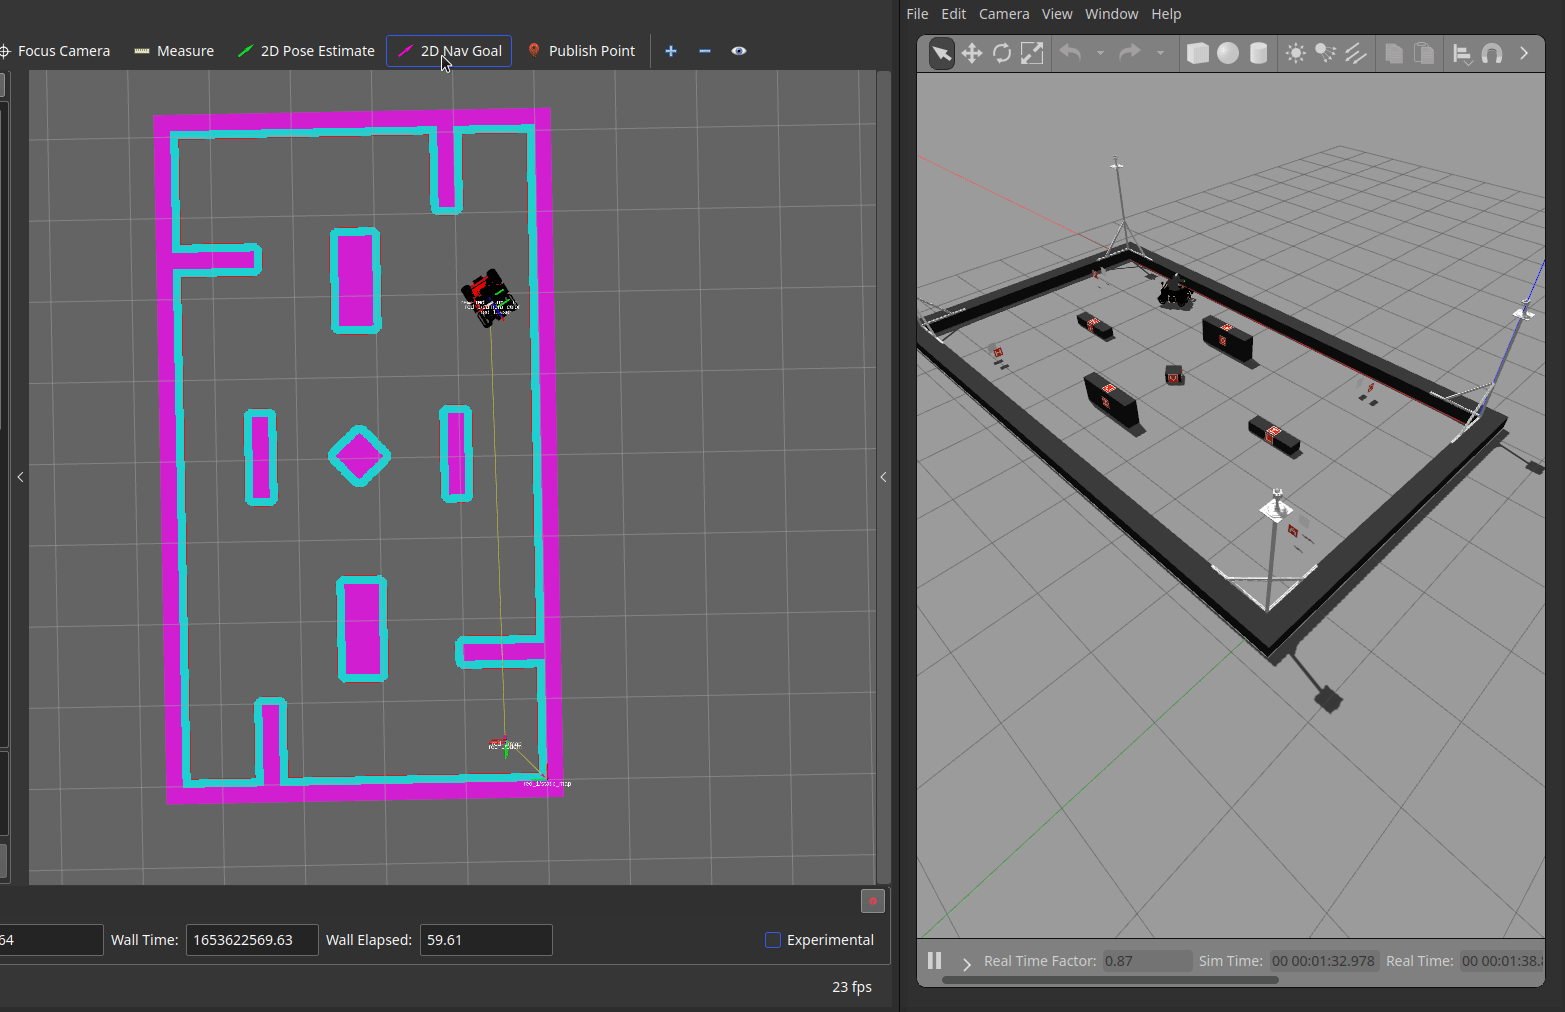 Focus Camera
Measure
2D Pose Estimate
2D Nav Goal
Publish Point
64
Wall Time:
1653622569.63
Wall Elapsed:
59.61
Experimental
23 fps
File Edit Camera View Window Help
Real Time Factor: 0.87 Sim Time: 00 00:01:32.978 Real Time: 00 00:01:38.